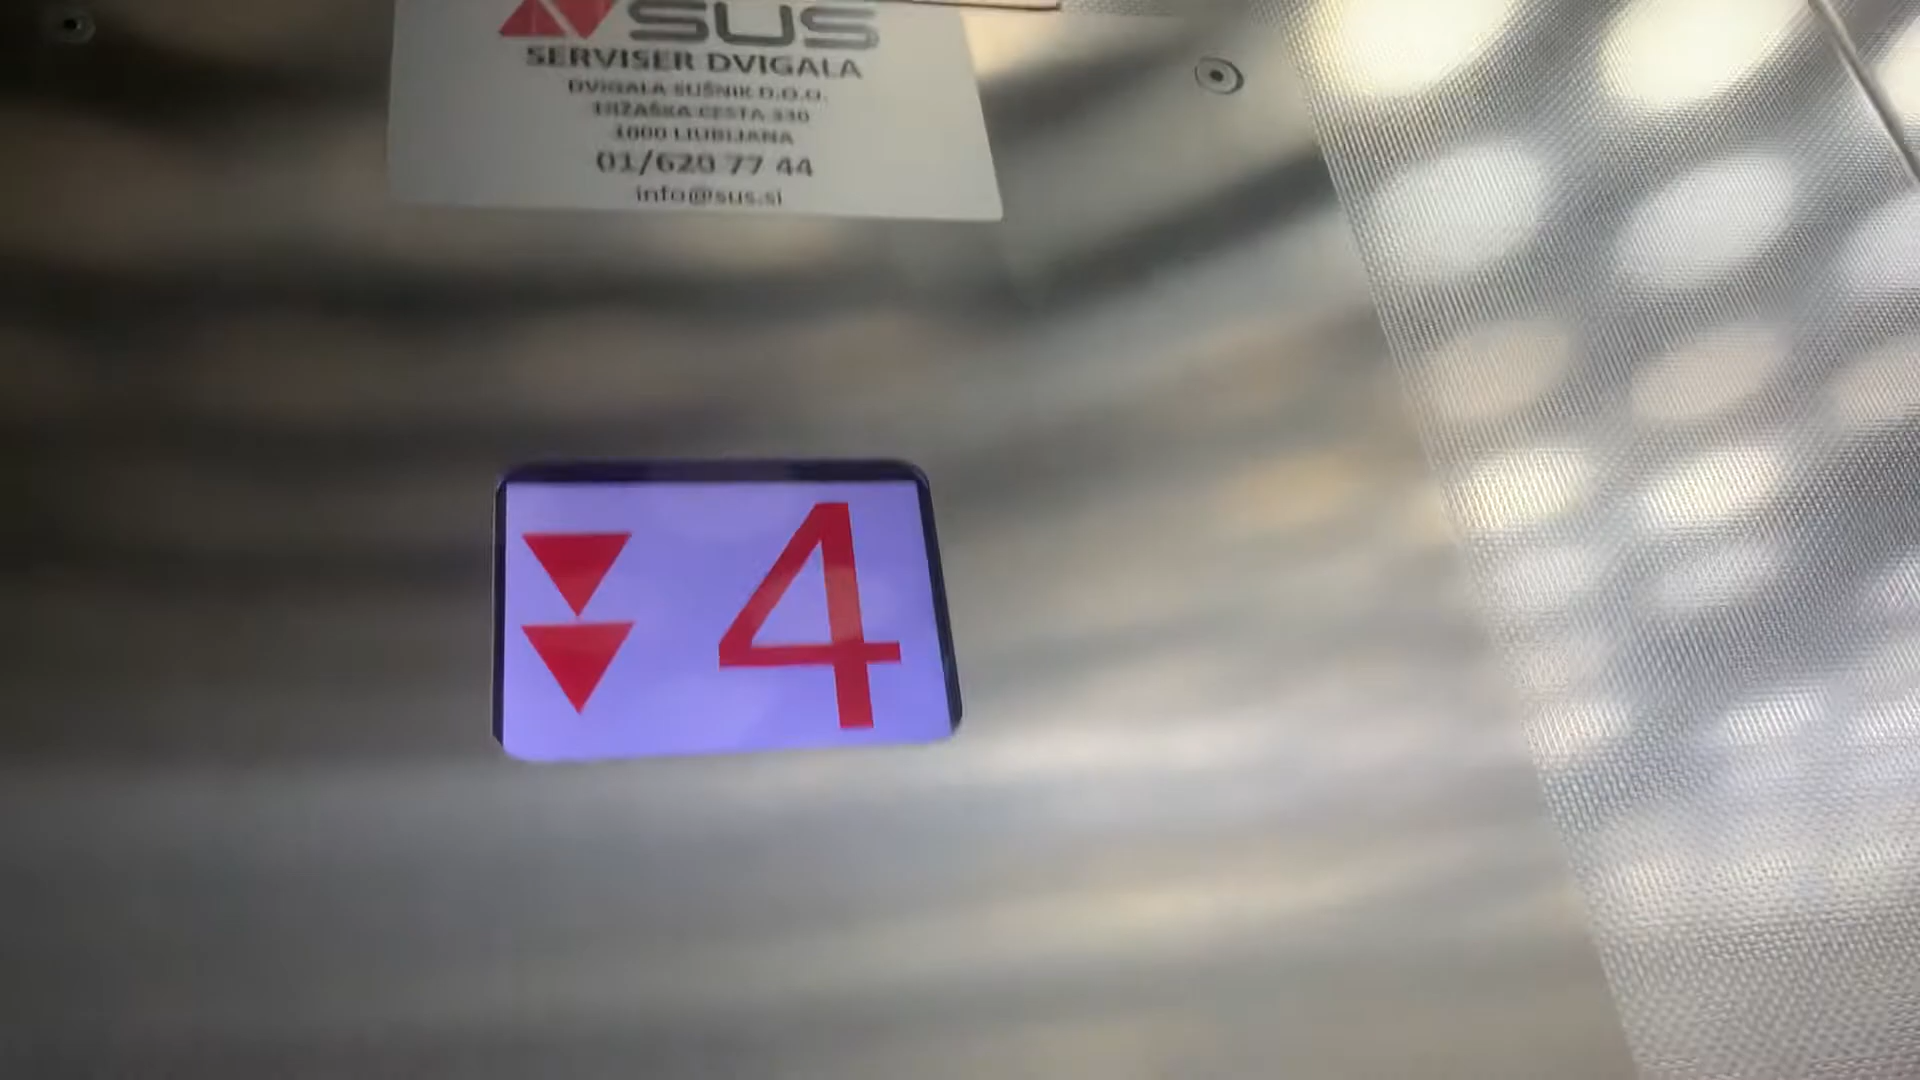 SUS
SERVISER DVIGALA
DVIGALA SUŠNIK D.O.O.
TRŽAŠKA CESTA 330
1000 LJUBLJANA
01/620 77 44
info@sus.si
4